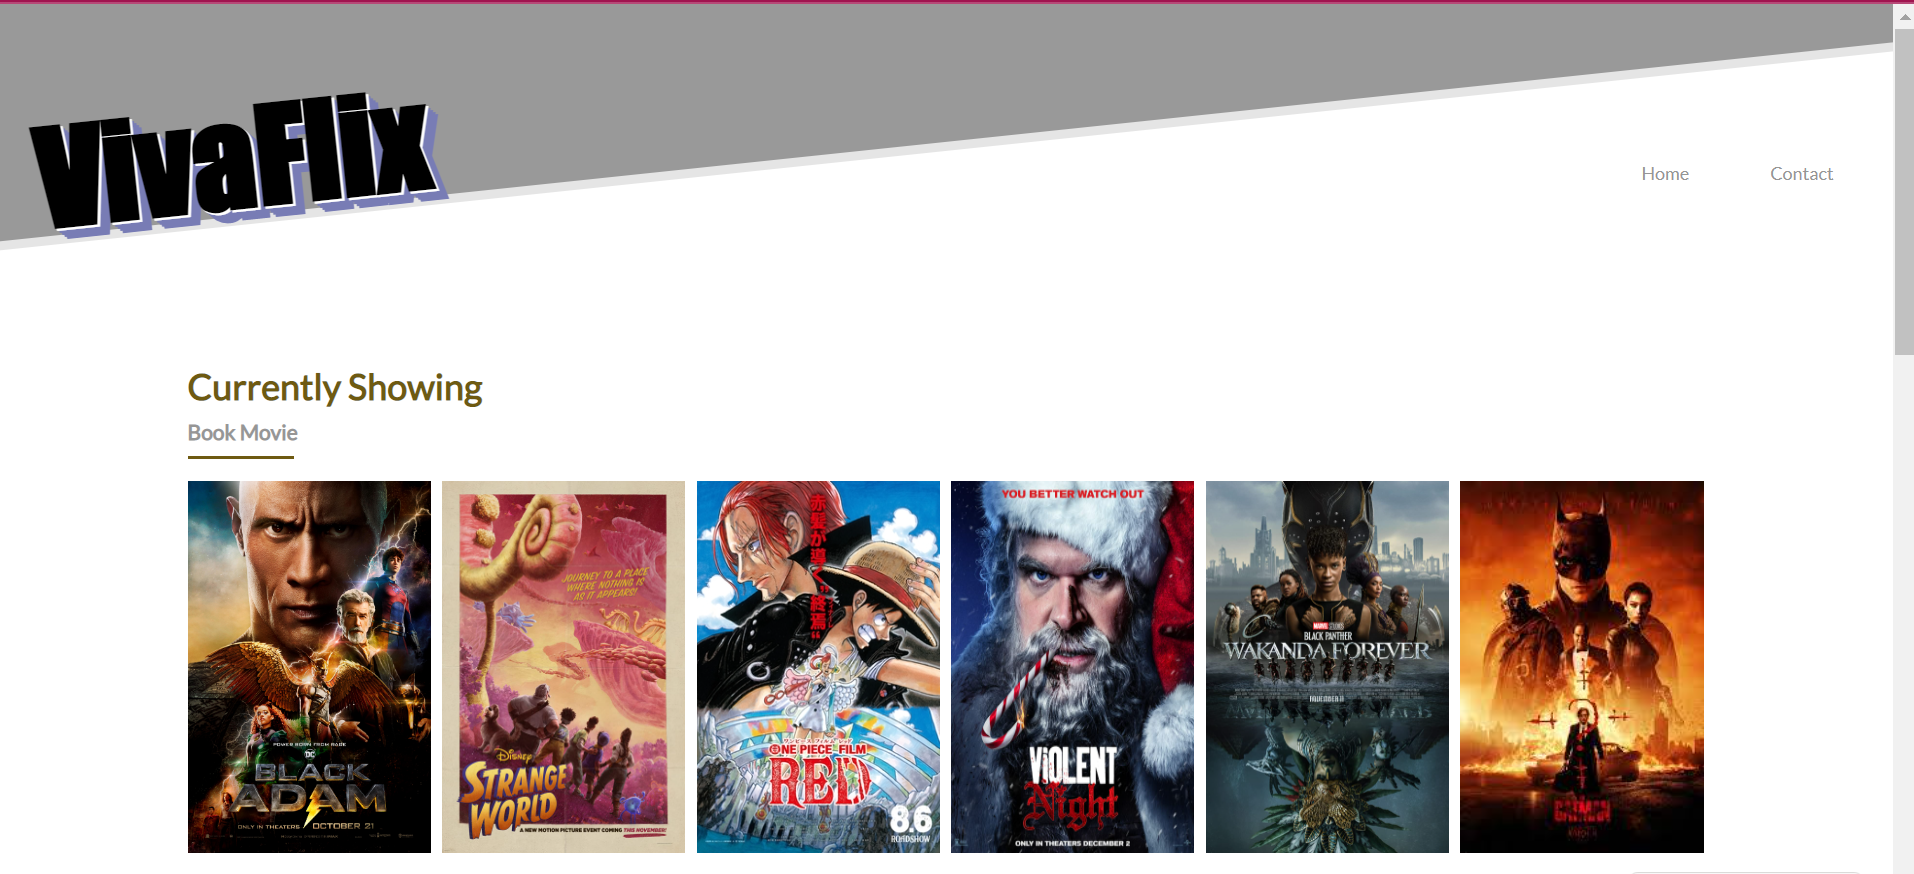 VivaFlix
Home
Contact
Currently Showing
Book Movie
POWER BORN FROM RAGE
DC
BLACK
ADAM
ONLY IN THEATERS OCTOBER 21
JOURNEY TO A PLACE
WHERE NOTHING IS
AS IT APPEARS!
Disney
STRANGE
WORLD
A NEW MOTION PICTURE EVENT COMING THIS NOVEMBER!
赤髪が導く、"終焉"
ONE PIECE FILM
RED
8.6
ROADSHOW
YOU BETTER WATCH OUT
VIOLENT
Night
ONLY IN THEATERS DECEMBER 2
MARVEL STUDIOS
BLACK PANTHER
WAKANDA FOREVER
NOVEMBER 11
BATMAN